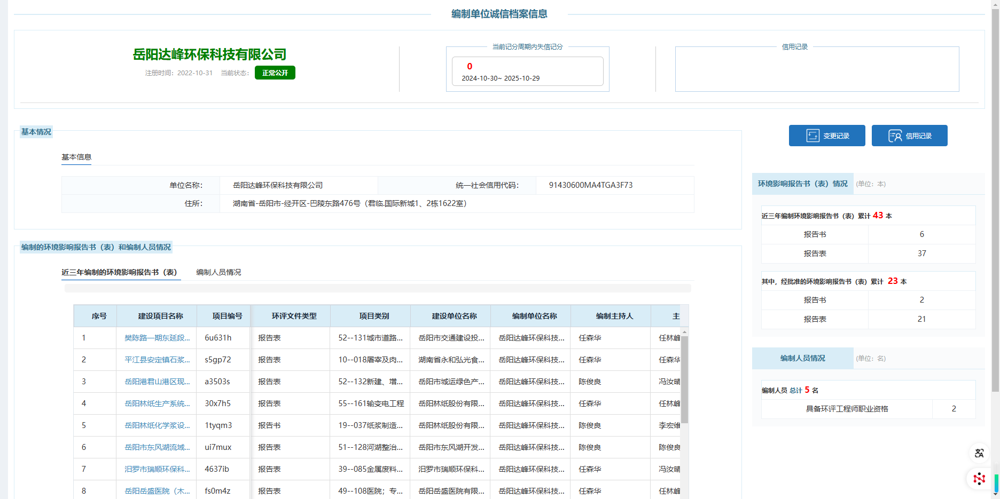 编制单位诚信档案信息
岳阳达峰环保科技有限公司
注册时间：2022-10-31 当前状态： 正常公开
当前记分周期内失信记分
0
2024-10-30~ 2025-10-29
信用记录
基本情况
变更记录
信用记录
基本信息
单位名称： 岳阳达峰环保科技有限公司 统一社会信用代码： 91430600MA4TGA3F73
住所： 湖南省-岳阳市-经开区-巴陵东路476号（君临.国际新城1、2栋1622室）
编制的环境影响报告书（表）和编制人员情况
近三年编制的环境影响报告书（表） 编制人员情况
序号 建设项目名称 项目编号 环评文件类型 项目类别 建设单位名称 编制单位名称 编制主持人 主
1 樊陈路一期东延段... 6u631h 报告表 52--131城市道路... 岳阳市交通建设投... 岳阳达峰环保科技... 任森华 任林峰
2 平江县安定镇石浆... s5gp72 报告表 10--018屠宰及肉... 湖南省永和弘光食... 岳阳达峰环保科技... 任森华 任森华
3 岳阳港君山港区现... a3503s 报告表 52--132新建、增... 岳阳市城运绿色产... 岳阳达峰环保科技... 陈俊良 冯汝晴
4 岳阳林纸生产系统... 30x7h5 报告表 55--161输变电工程 岳阳林纸股份有限... 岳阳达峰环保科技... 任森华 任林峰
5 岳阳林纸化学浆设... 1tyqm3 报告书 19--037纸浆制造... 岳阳林纸股份有限... 岳阳达峰环保科技... 陈俊良 李宏维
6 岳阳市东风湖流域... ui7mux 报告表 51--128河湖整治... 岳阳市东风湖开发... 岳阳达峰环保科技... 陈俊良 陈俊良
7 汨罗市瑞顺环保科... 4637ib 报告表 39--085金属废料... 汨罗市瑞顺环保科... 岳阳达峰环保科技... 任森华 冯汝晴
8 岳阳岳盛医院（木... fs0m4z 报告表 49--108医院；专... 岳阳岳盛医院有限... 岳阳达峰环保科技... 任森华 任林峰
环境影响报告书（表）情况 (单位：本)
近三年编制环境影响报告书（表）累计 43 本
报告书 6
报告表 37
其中，经批准的环境影响报告书（表）累计 23 本
报告书 2
报告表 21
编制人员情况 (单位：名)
编制人员 总计 5 名
具备环评工程师职业资格 2